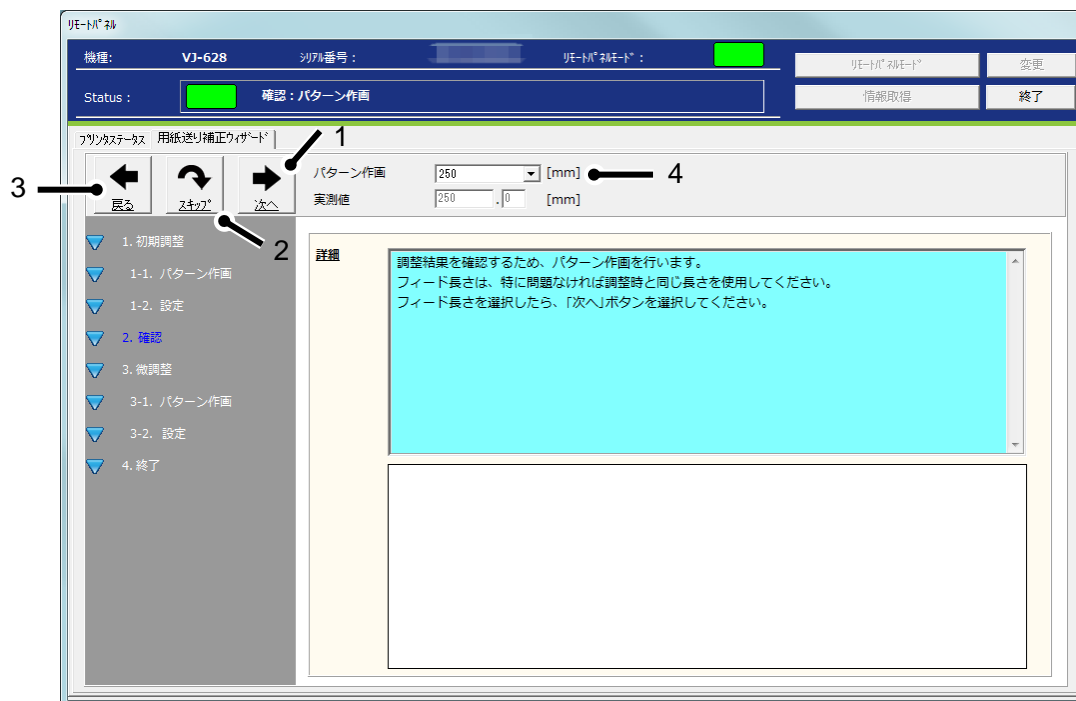 リモートパネル
機種: VJ-628 シリアル番号: リモートパネルモード: リモートパネルモード 変更
Status: 確認:パターン作画 情報取得 終了
プリンタステータス 用紙送り補正ウィザード
1
戻る スキップ 次へ
パターン作画 250 [mm] 4
実測値 250 .0 [mm]
3
2
1. 初期調整
1-1. パターン作画
1-2. 設定
2. 確認
3. 微調整
3-1. パターン作画
3-2. 設定
4. 終了
詳細
調整結果を確認するため、パターン作画を行います。
フィード長さは、特に問題なければ調整時と同じ長さを使用してください。
フィード長さを選択したら、「次へ」ボタンを選択してください。